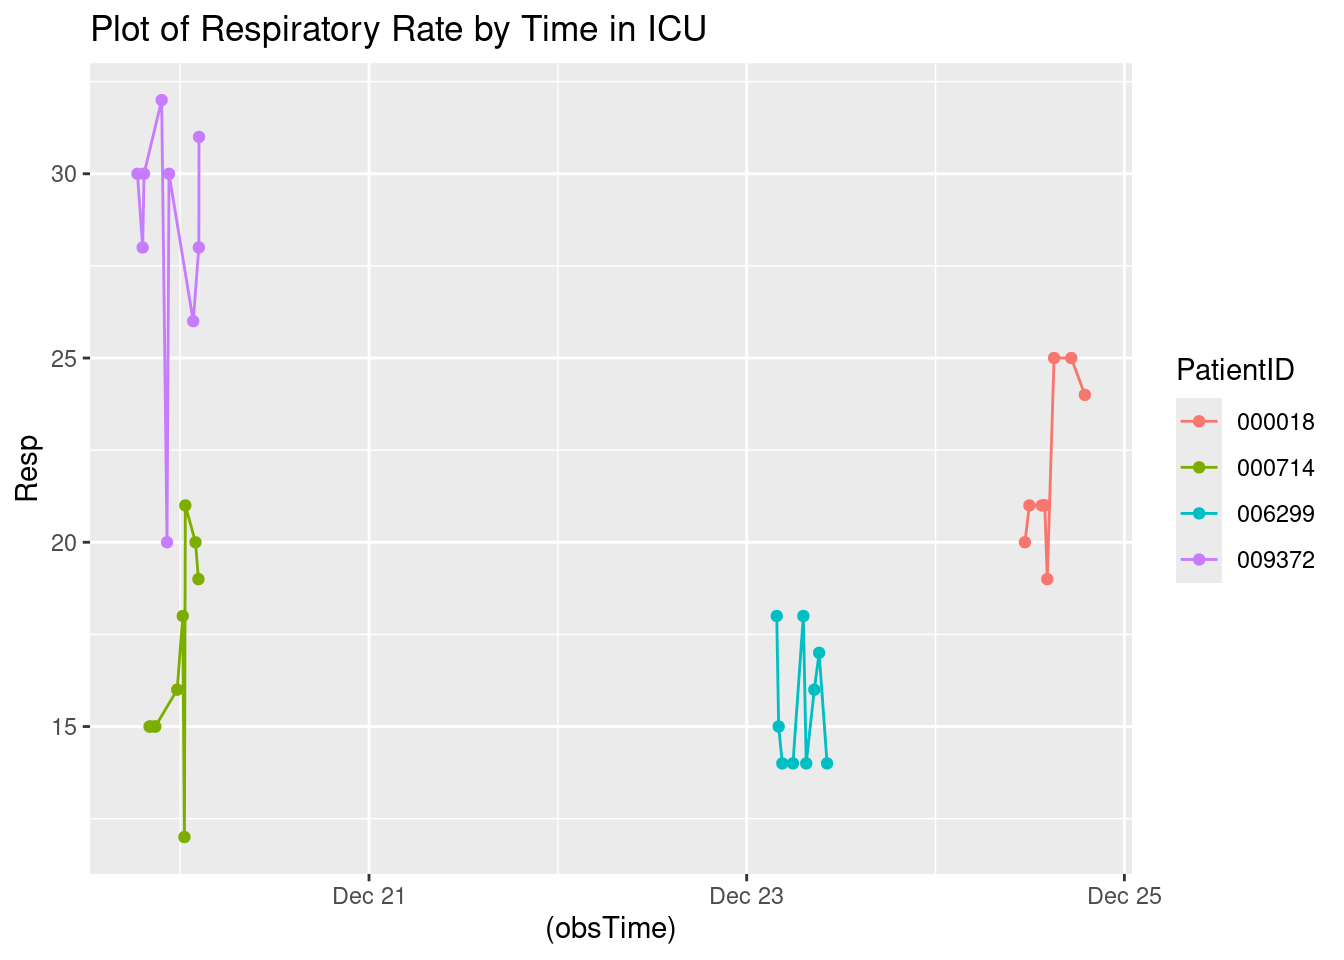 Plot of Respiratory Rate by Time in ICU
Resp
30
25
20
15
Dec 21
Dec 23
Dec 25
(obsTime)
PatientID
000018
000714
006299
009372